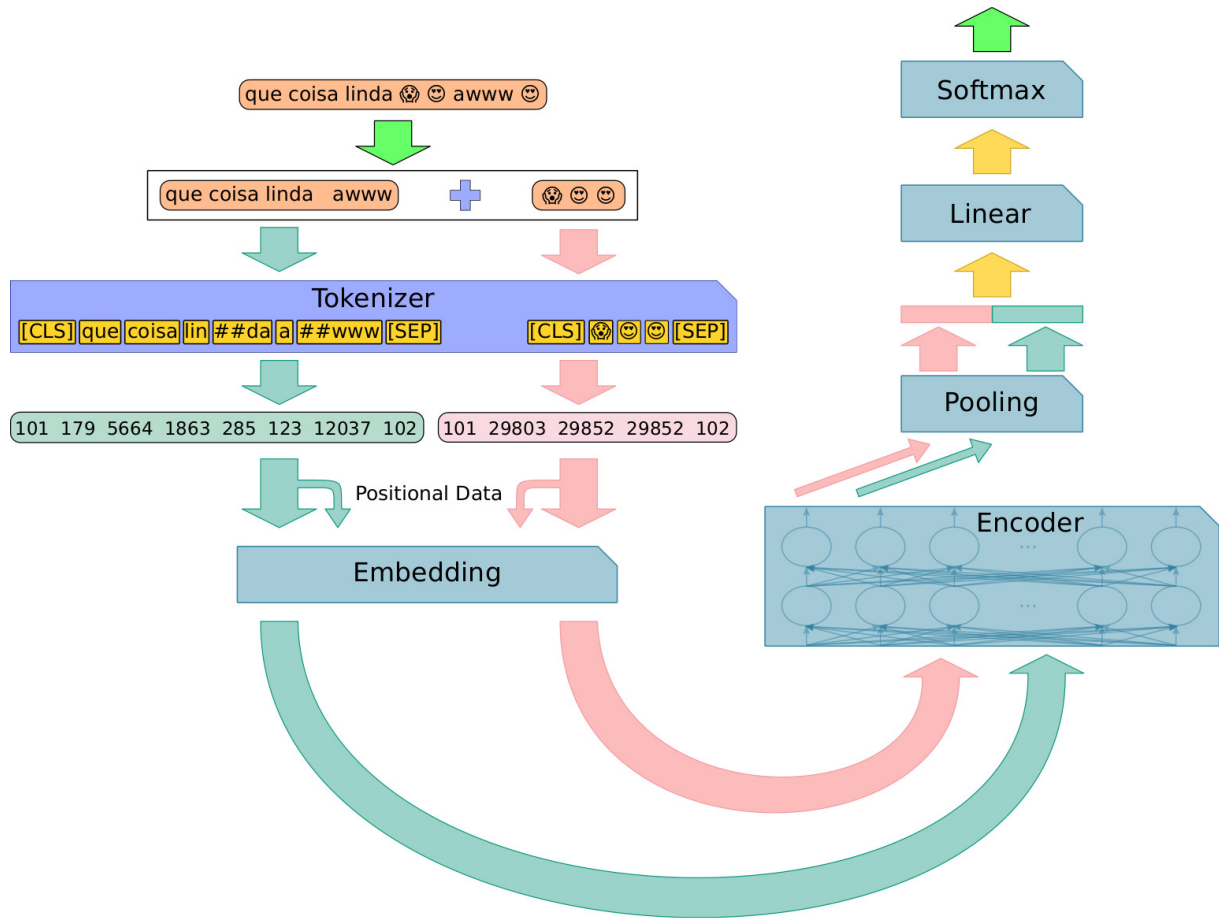 que coisa linda 😱 😍 awww 😍
que coisa linda awww
😱 😍 😍
Tokenizer
[CLS] que coisa lin ##da a ##www [SEP]
[CLS] 😱 😍 😍 [SEP]
101 179 5664 1863 285 123 12037 102
101 29803 29852 29852 102
Positional Data
Embedding
Softmax
Linear
Pooling
Encoder
...
...